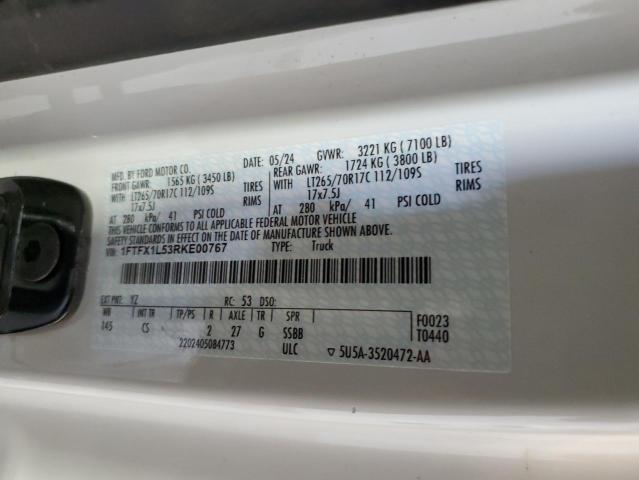 MFD. BY FORD MOTOR CO.
DATE: 05/24 GVWR: 3221 KG ( 7100 LB)
FRONT GAWR: 1565 KG ( 3450 LB)
REAR GAWR: 1724 KG ( 3800 LB)
WITH LT265/70R17C 112/109S TIRES
WITH LT265/70R17C 112/109S TIRES
17x7.5J RIMS
17x7.5J RIMS
AT 280 kPa/ 41 PSI COLD
AT 280 kPa/ 41 PSI COLD
THIS VEHICLE CONFORMS TO ALL APPLICABLE FEDERAL MOTOR VEHICLE
SAFETY STANDARDS IN EFFECT ON THE DATE OF MANUFACTURE SHOWN ABOVE.
VIN: 1FTFX1L53RKE00767
TYPE: Truck
EXT PNT: YZ RC: 53 DSO:
WB INT TR TP/PS R AXLE TR SPR
145 CS 2 27 G SSBB
F0023
T0440
2202405084773 ULC
▽ 5U5A-3520472-AA